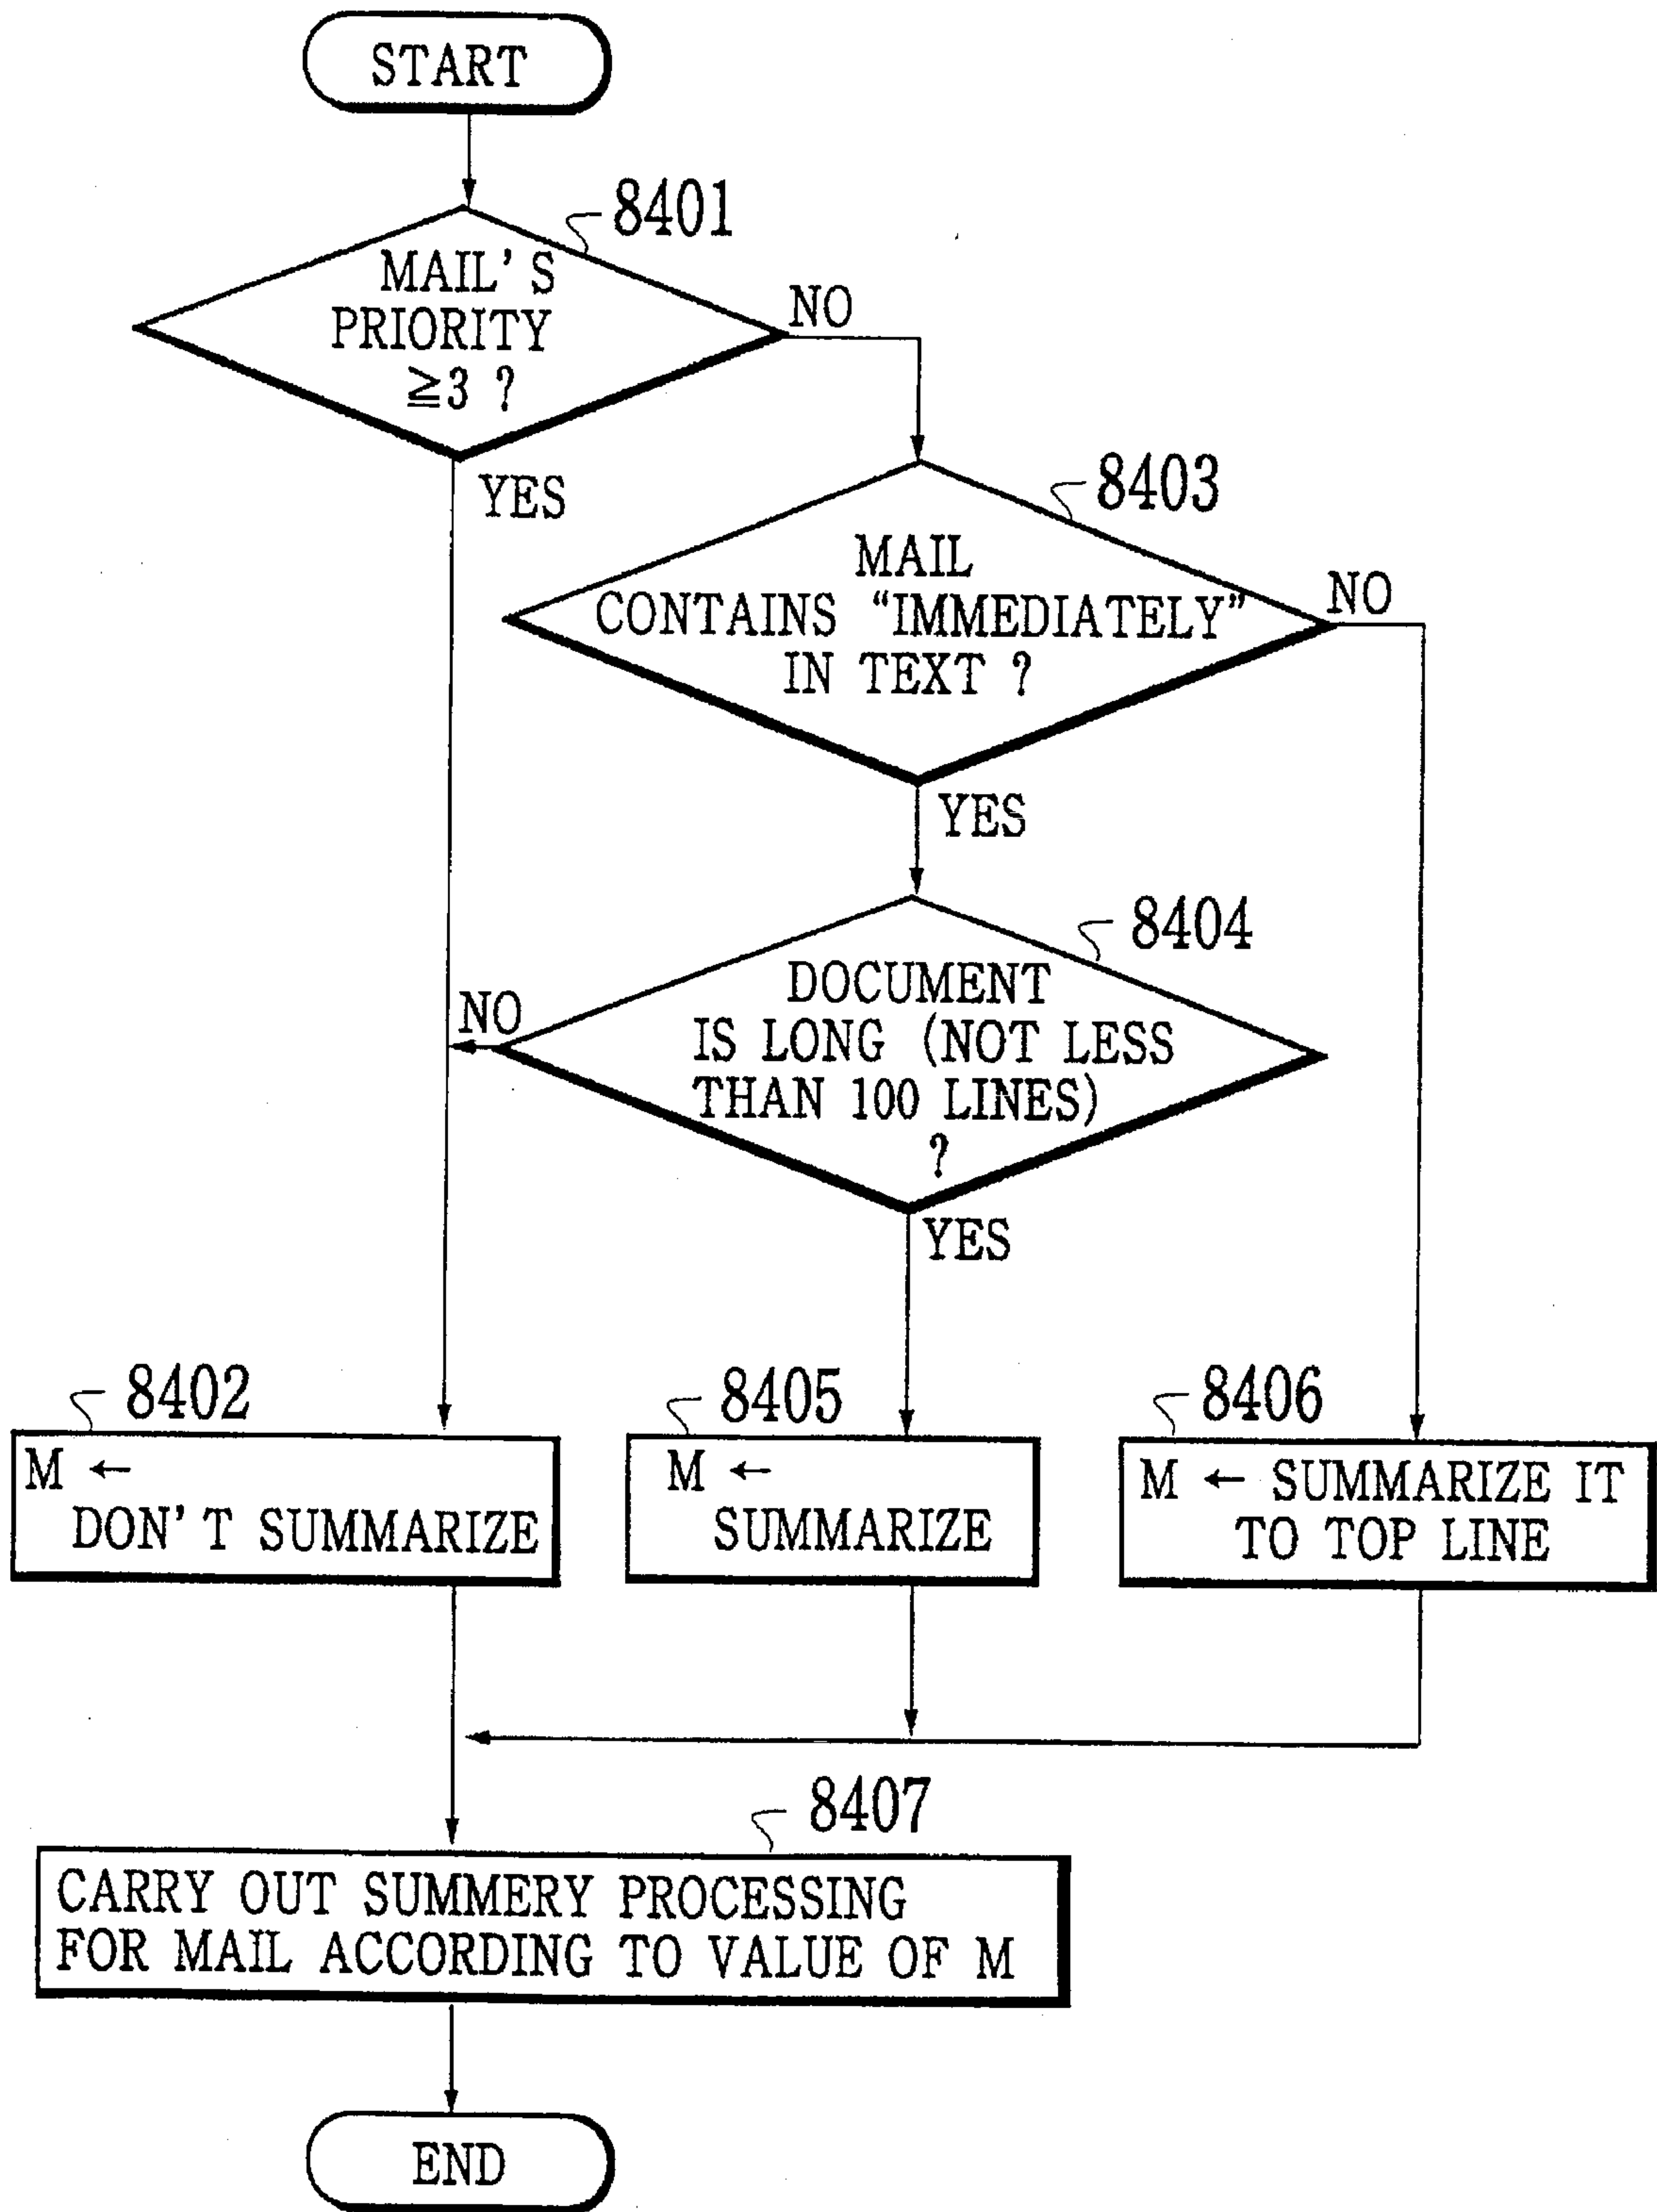 START
8401
MAIL'S
PRIORITY
≧3 ?
NO
YES
8403
MAIL
CONTAINS “IMMEDIATELY”
IN TEXT ?
NO
YES
8404
DOCUMENT
IS LONG (NOT LESS
THAN 100 LINES)
?
NO
YES
8402
M ←
DON'T SUMMARIZE
8405
M ←
SUMMARIZE
8406
M ← SUMMARIZE IT
TO TOP LINE
8407
CARRY OUT SUMMERY PROCESSING
FOR MAIL ACCORDING TO VALUE OF M
END